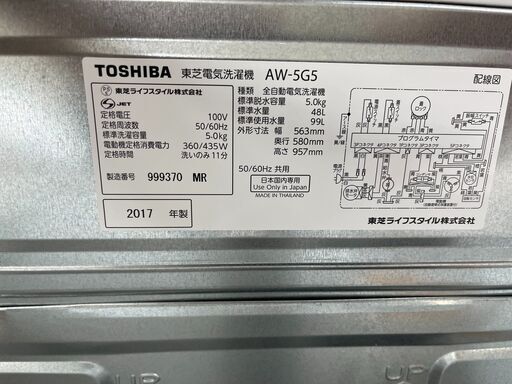 TOSHIBA 東芝電気洗濯機 AW-5G5
配線図
東芝ライフスタイル株式会社
JET
定格電圧 100V
定格周波数 50/60Hz
標準洗濯容量 5.0kg
電動機定格消費電力 360/435W
定格時間 洗いのみ11分
製造番号 999370 MR
2017 年製
種類 全自動電気洗濯機
標準脱水容量 5.0kg
標準水量 48L
標準使用水量 99L
外形寸法 幅 563mm
奥行 580mm
高さ 957mm
50/60Hz 共用
日本国内専用
Use Only in Japan
MADE IN THAILAND
プログラムタイマ
東芝ライフスタイル株式会社
UP
UP